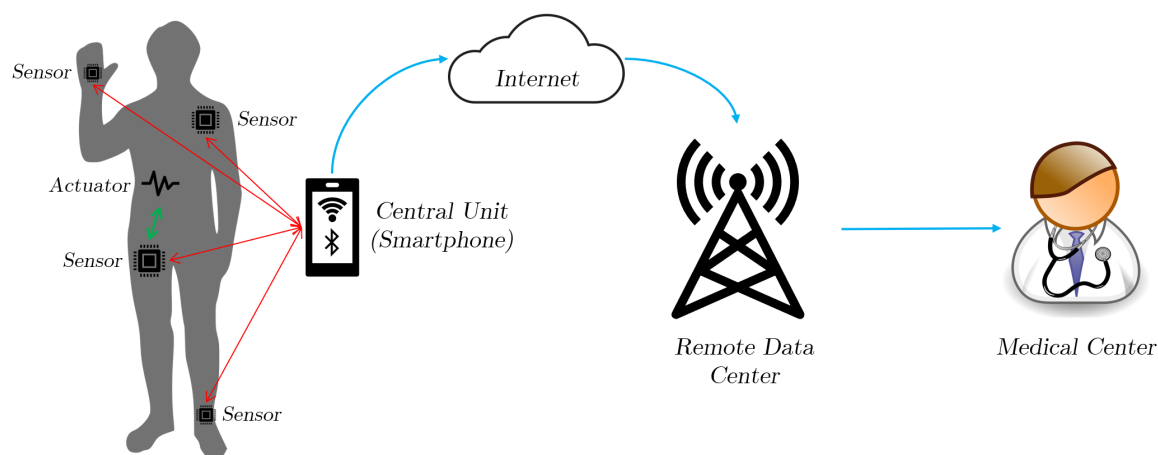 Sensor
Sensor
Actuator
Sensor
Sensor
Central Unit
(Smartphone)
Internet
Remote Data
Center
Medical Center